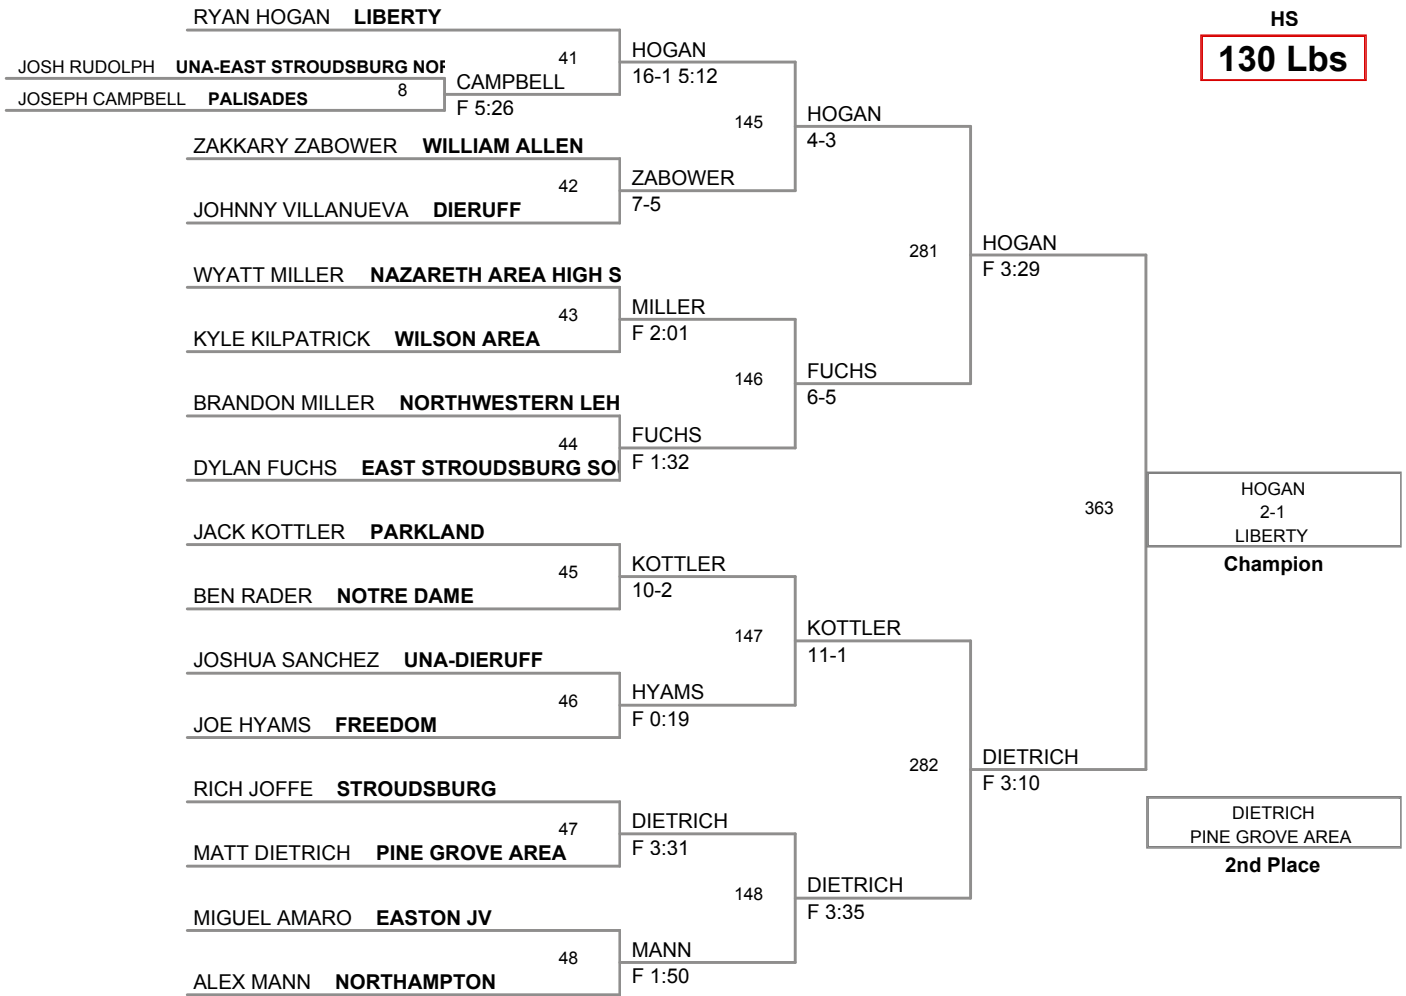 HS
130 Lbs
RYAN HOGAN LIBERTY
41
HOGAN
16-1 5:12
JOSH RUDOLPH UNA-EAST STROUDSBURG NOR
8
JOSEPH CAMPBELL PALISADES
CAMPBELL
F 5:26
145
HOGAN
4-3
ZAKKARY ZABOWER WILLIAM ALLEN
42
ZABOWER
7-5
JOHNNY VILLANUEVA DIERUFF
281
HOGAN
F 3:29
WYATT MILLER NAZARETH AREA HIGH S
43
MILLER
F 2:01
KYLE KILPATRICK WILSON AREA
146
FUCHS
6-5
BRANDON MILLER NORTHWESTERN LEH
44
FUCHS
F 1:32
DYLAN FUCHS EAST STROUDSBURG SOU
363
HOGAN
2-1
LIBERTY
Champion
JACK KOTTLER PARKLAND
45
KOTTLER
10-2
BEN RADER NOTRE DAME
147
KOTTLER
11-1
JOSHUA SANCHEZ UNA-DIERUFF
46
HYAMS
F 0:19
JOE HYAMS FREEDOM
282
DIETRICH
F 3:10
RICH JOFFE STROUDSBURG
47
DIETRICH
F 3:31
MATT DIETRICH PINE GROVE AREA
148
DIETRICH
F 3:35
MIGUEL AMARO EASTON JV
48
MANN
F 1:50
ALEX MANN NORTHAMPTON
DIETRICH
PINE GROVE AREA
2nd Place